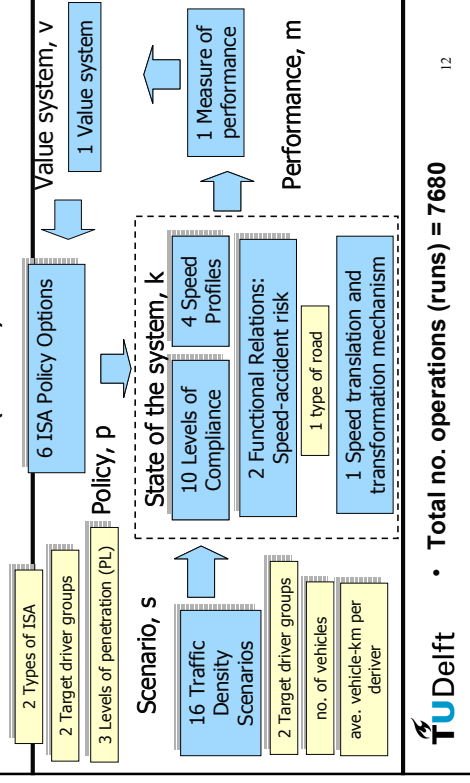 2 Types of ISA
2 Target driver groups
3 Levels of penetration (PL)
6 ISA Policy Options
Policy, p
Value system, v
1 Value system
Scenario, s
16 Traffic
Density
Scenarios
2 Target driver groups
no. of vehicles
ave. vehicle-km per
deriver
State of the system, k
10 Levels of
Compliance
4 Speed
Profiles
2 Functional Relations:
Speed-accident risk
1 type of road
1 Speed translation and
transformation mechanism
1 Measure of
performance
Performance, m
TUDelft
• Total no. operations (runs) = 7680
12